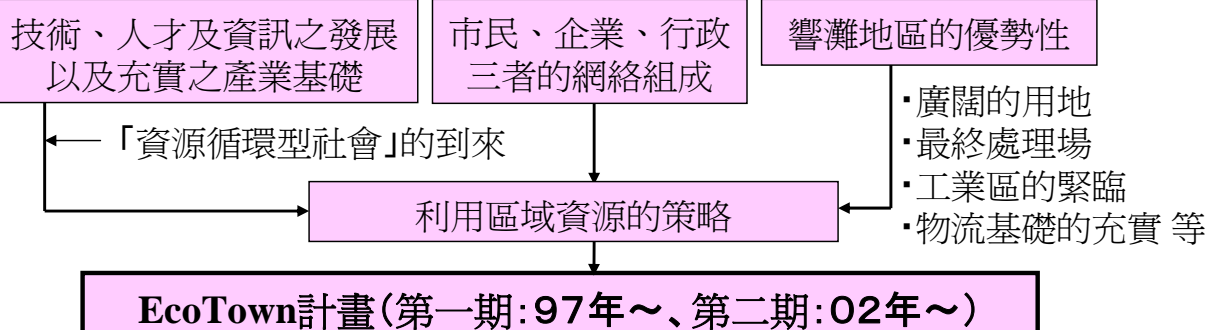 技術、人才及資訊之發展
以及充實之產業基礎
市民、企業、行政
三者的網絡組成
響灘地區的優勢性
「資源循環型社會」的到來
・廣闊的用地
・最終處理場
・工業區的緊臨
・物流基礎的充實 等
利用區域資源的策略
EcoTown計畫(第一期:97年～、第二期:02年～)